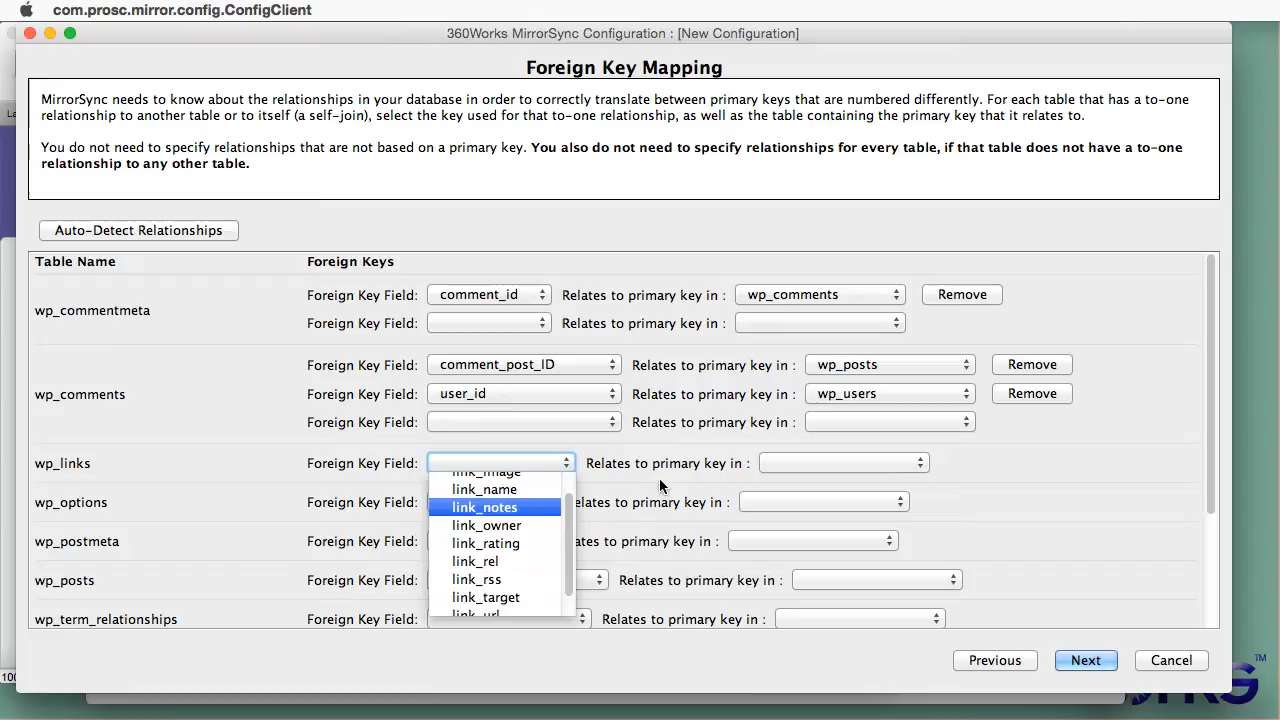 com.prosc.mirror.config.ConfigClient
360Works MirrorSync Configuration : [New Configuration]
Foreign Key Mapping
MirrorSync needs to know about the relationships in your database in order to correctly translate between primary keys that are numbered differently. For each table that has a to-one
relationship to another table or to itself (a self-join), select the key used for that to-one relationship, as well as the table containing the primary key that it relates to.
You do not need to specify relationships that are not based on a primary key. You also do not need to specify relationships for every table, if that table does not have a to-one
relationship to any other table.
Auto-Detect Relationships
Table Name Foreign Keys
Foreign Key Field: comment_id Relates to primary key in : wp_comments Remove
wp_commentmeta
Foreign Key Field: Relates to primary key in :
Foreign Key Field: comment_post_ID Relates to primary key in : wp_posts Remove
wp_comments Foreign Key Field: user_id Relates to primary key in : wp_users Remove
Foreign Key Field: Relates to primary key in :
wp_links Foreign Key Field: Relates to primary key in :
link_image
link_name
wp_options Foreign Key Field: link_notes elates to primary key in :
link_owner
wp_postmeta Foreign Key Field: link_rating ates to primary key in :
link_rel
wp_posts Foreign Key Field: link_rss Relates to primary key in :
link_target
wp_term_relationships Foreign Key Field: link_url Relates to primary key in :
Previous Next Cancel